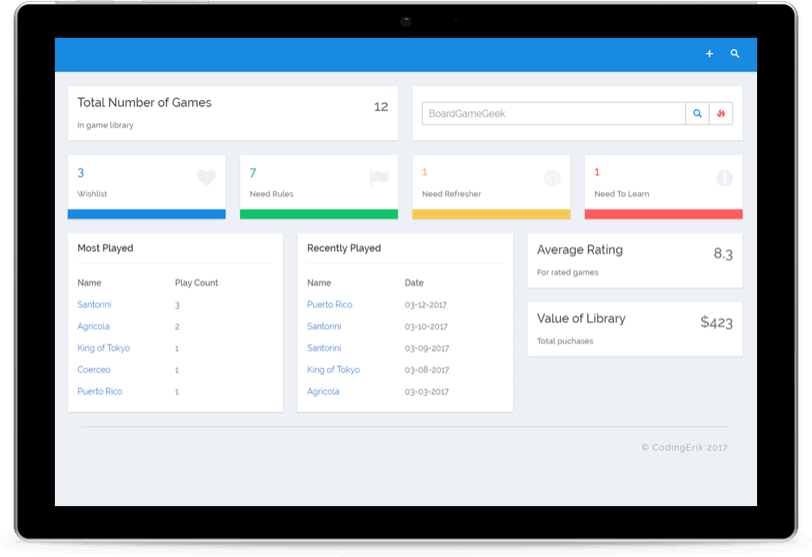 Total Number of Games
12
In game library
BoardGameGeek
3
Wishlist
7
Need Rules
1
Need Refresher
1
Need To Learn
Most Played
Name Play Count
Santorini 3
Agricola 2
King of Tokyo 1
Coerceo 1
Puerto Rico 1
Recently Played
Name Date
Puerto Rico 03-12-2017
Santorini 03-10-2017
Santorini 03-09-2017
King of Tokyo 03-08-2017
Agricola 03-03-2017
Average Rating
8.3
For rated games
Value of Library
$423
Total puchases
© CodingErik 2017